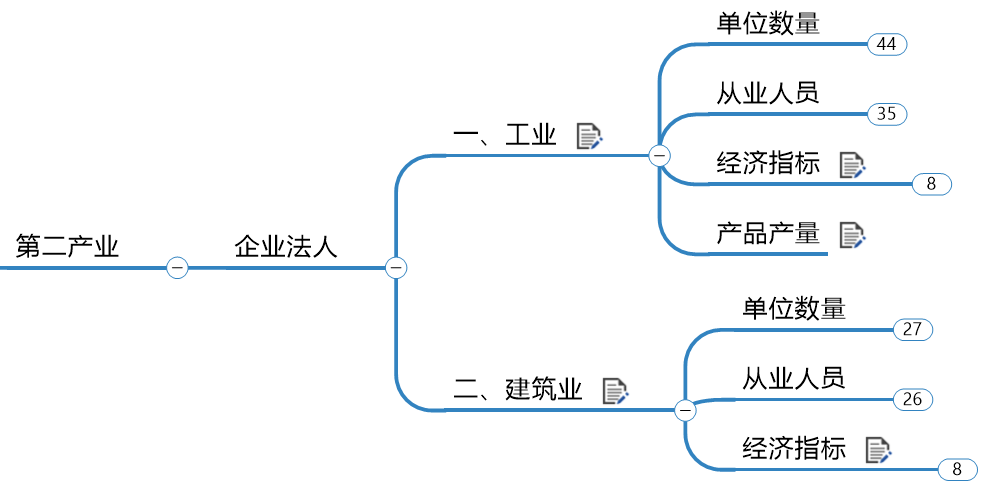 第二产业
企业法人
一、工业
单位数量
44
从业人员
35
经济指标
8
产品产量
二、建筑业
单位数量
27
从业人员
26
经济指标
8